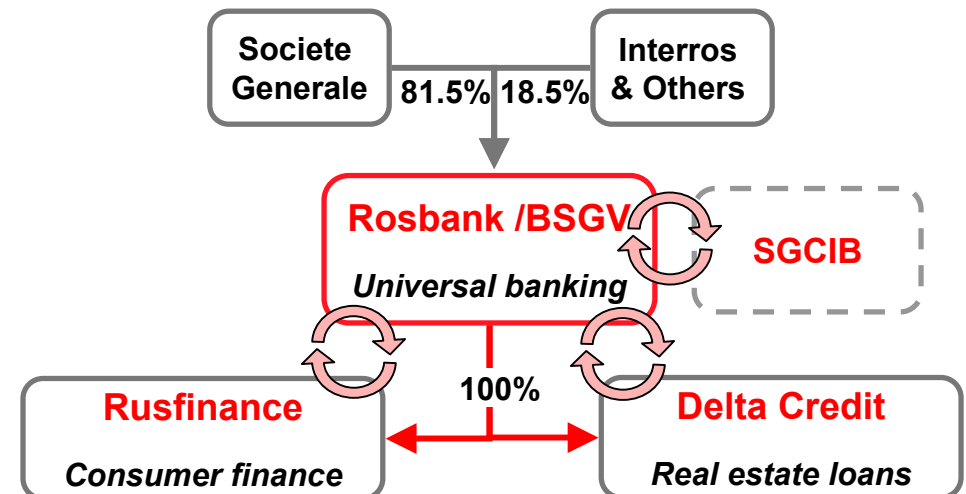 Societe
Generale
81.5%
18.5%
Interros
& Others
Rosbank /BSGV
Universal banking
SGCIB
100%
Rusfinance
Consumer finance
Delta Credit
Real estate loans